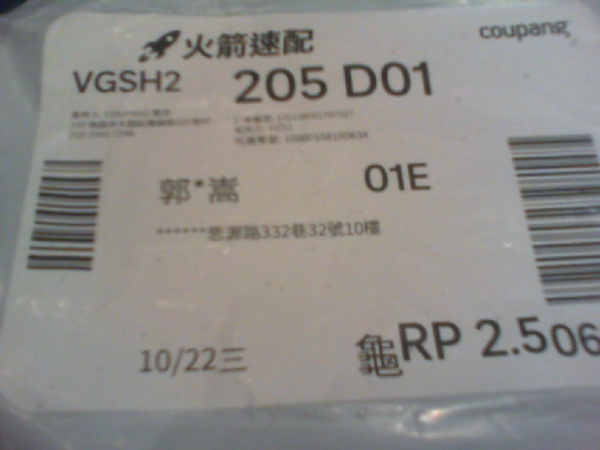 火箭速配
coupang
VGSH2
205 D01
郭*嵩
01E
******恩源路332巷32號10樓
10/22三
龜RP 2.506